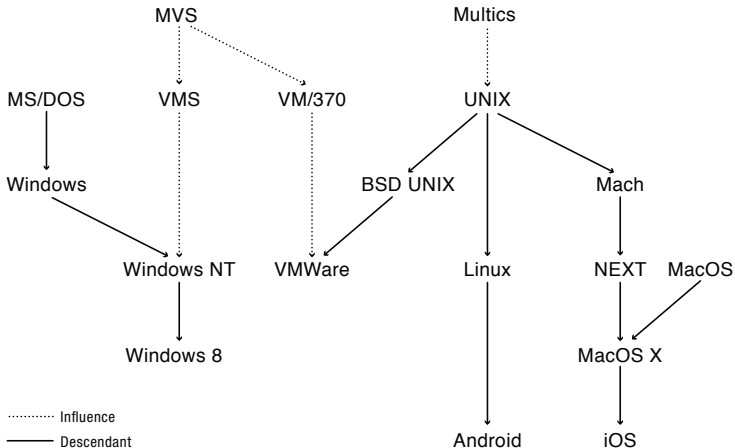 MVS Multics
MS/DOS VMS VM/370 UNIX
Windows BSD UNIX Mach
Windows NT VMWare Linux NEXT MacOS
Windows 8 MacOS X
Influence
Descendant Android iOS